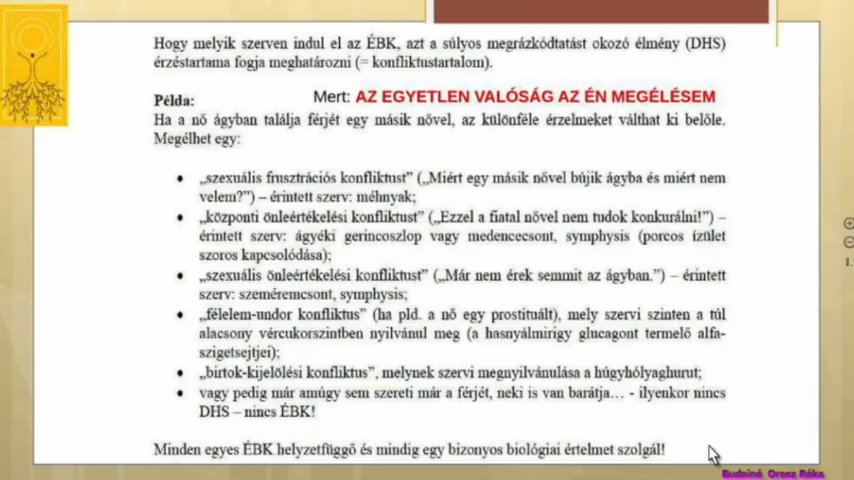 Hogy melyik szerven indul el az ÉBK, azt a súlyos megrázkódtatást okozó élmény (DHS)
érzéstartama fogja meghatározni (= konfliktustartalom).
Mert: AZ EGYETLEN VALÓSÁG AZ ÉN MEGÉLÉSEM
Példa:
Ha a nő ágyban találja férjét egy másik nővel, az különféle érzelmeket válthat ki belőle.
Megélhet egy:
• „szexuális frusztrációs konfliktust” („Miért egy másik nővel bújik ágyba és miért nem
velem?”) – érintett szerv: méhnyak;
• „központi önleértékelési konfliktust” („Ezzel a fiatal nővel nem tudok konkurálni!”) –
érintett szerv: ágyéki gerincoszlop vagy medencecsont, symphysis (porcos ízület
szoros kapcsolódása);
• „szexuális önleértékelési konfliktust” („Már nem érek semmit az ágyban.”) – érintett
szerv: szeméremcsont, symphysis;
• „félelem-undor konfliktus” (ha pld. a nő egy prostituált), mely szervi szinten a túl
alacsony vércukorszintben nyilvánul meg (a hasnyálmirigy glucagont termelő alfa-
szigetsejtjei);
• „birtok-kijelölési konfliktus”, melynek szervi megnyilvánulása a húgyhólyaghurut;
• vagy pedig már amúgy sem szereti már a férjét, neki is van barátja… - ilyenkor nincs
DHS – nincs ÉBK!
Minden egyes ÉBK helyzetfüggő és mindig egy bizonyos biológiai értelmet szolgál!
Budainé Orosz Réka